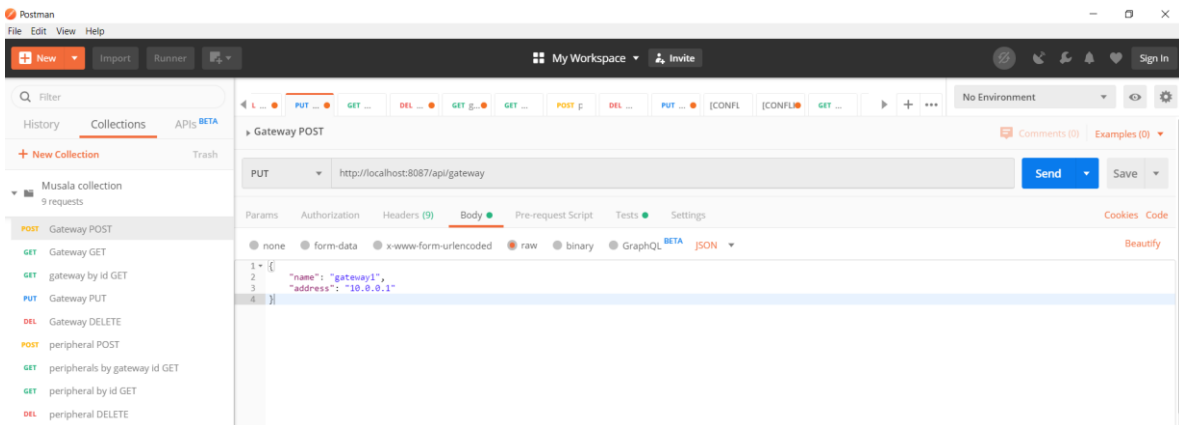 Postman
File Edit View Help
New Import Runner My Workspace Invite Sign In
Filter
History Collections APIs BETA
+ New Collection Trash
Musala collection
9 requests
POST Gateway POST
GET Gateway GET
GET gateway by id GET
PUT Gateway PUT
DEL Gateway DELETE
POST peripheral POST
GET peripherals by gateway id GET
GET peripheral by id GET
DEL peripheral DELETE
L ... PUT ... GET ... DEL ... GET g... GET ... POST p DEL ... PUT ... [CONFL [CONFLI GET ... + ... No Environment
Gateway POST Comments (0) Examples (0)
PUT http://localhost:8087/api/gateway Send Save
Params Authorization Headers (9) Body Pre-request Script Tests Settings Cookies Code
none form-data x-www-form-urlencoded raw binary GraphQL BETA JSON Beautify
1 {
2 "name": "gateway1",
3 "address": "10.0.0.1"
4 }